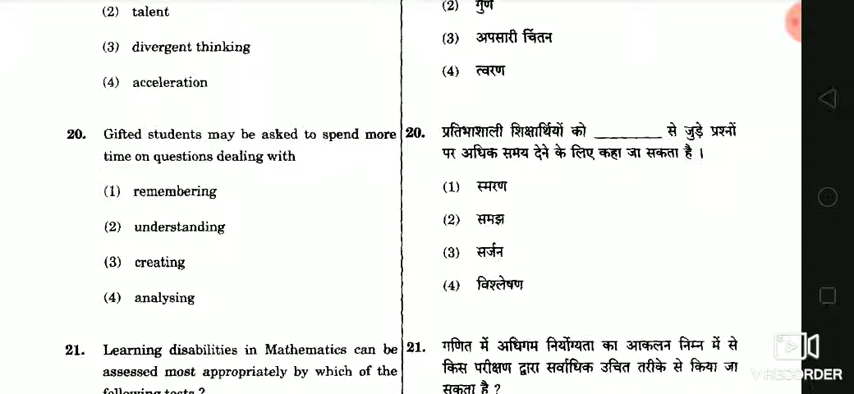 (2) talent
(3) divergent thinking
(4) acceleration
20. Gifted students may be asked to spend more
time on questions dealing with
(1) remembering
(2) understanding
(3) creating
(4) analysing
21. Learning disabilities in Mathematics can be
assessed most appropriately by which of the
following tests ?
(2) गुण
(3) अपसारी चिंतन
(4) त्वरण
20. प्रतिभाशाली शिक्षार्थियों को ________ से जुड़े प्रश्नों
पर अधिक समय देने के लिए कहा जा सकता है ।
(1) स्मरण
(2) समझ
(3) सर्जन
(4) विश्लेषण
21. गणित में अधिगम निर्योग्यता का आकलन निम्न में से
किस परीक्षण द्वारा सर्वाधिक उचित तरीके से किया जा
सकता है ?